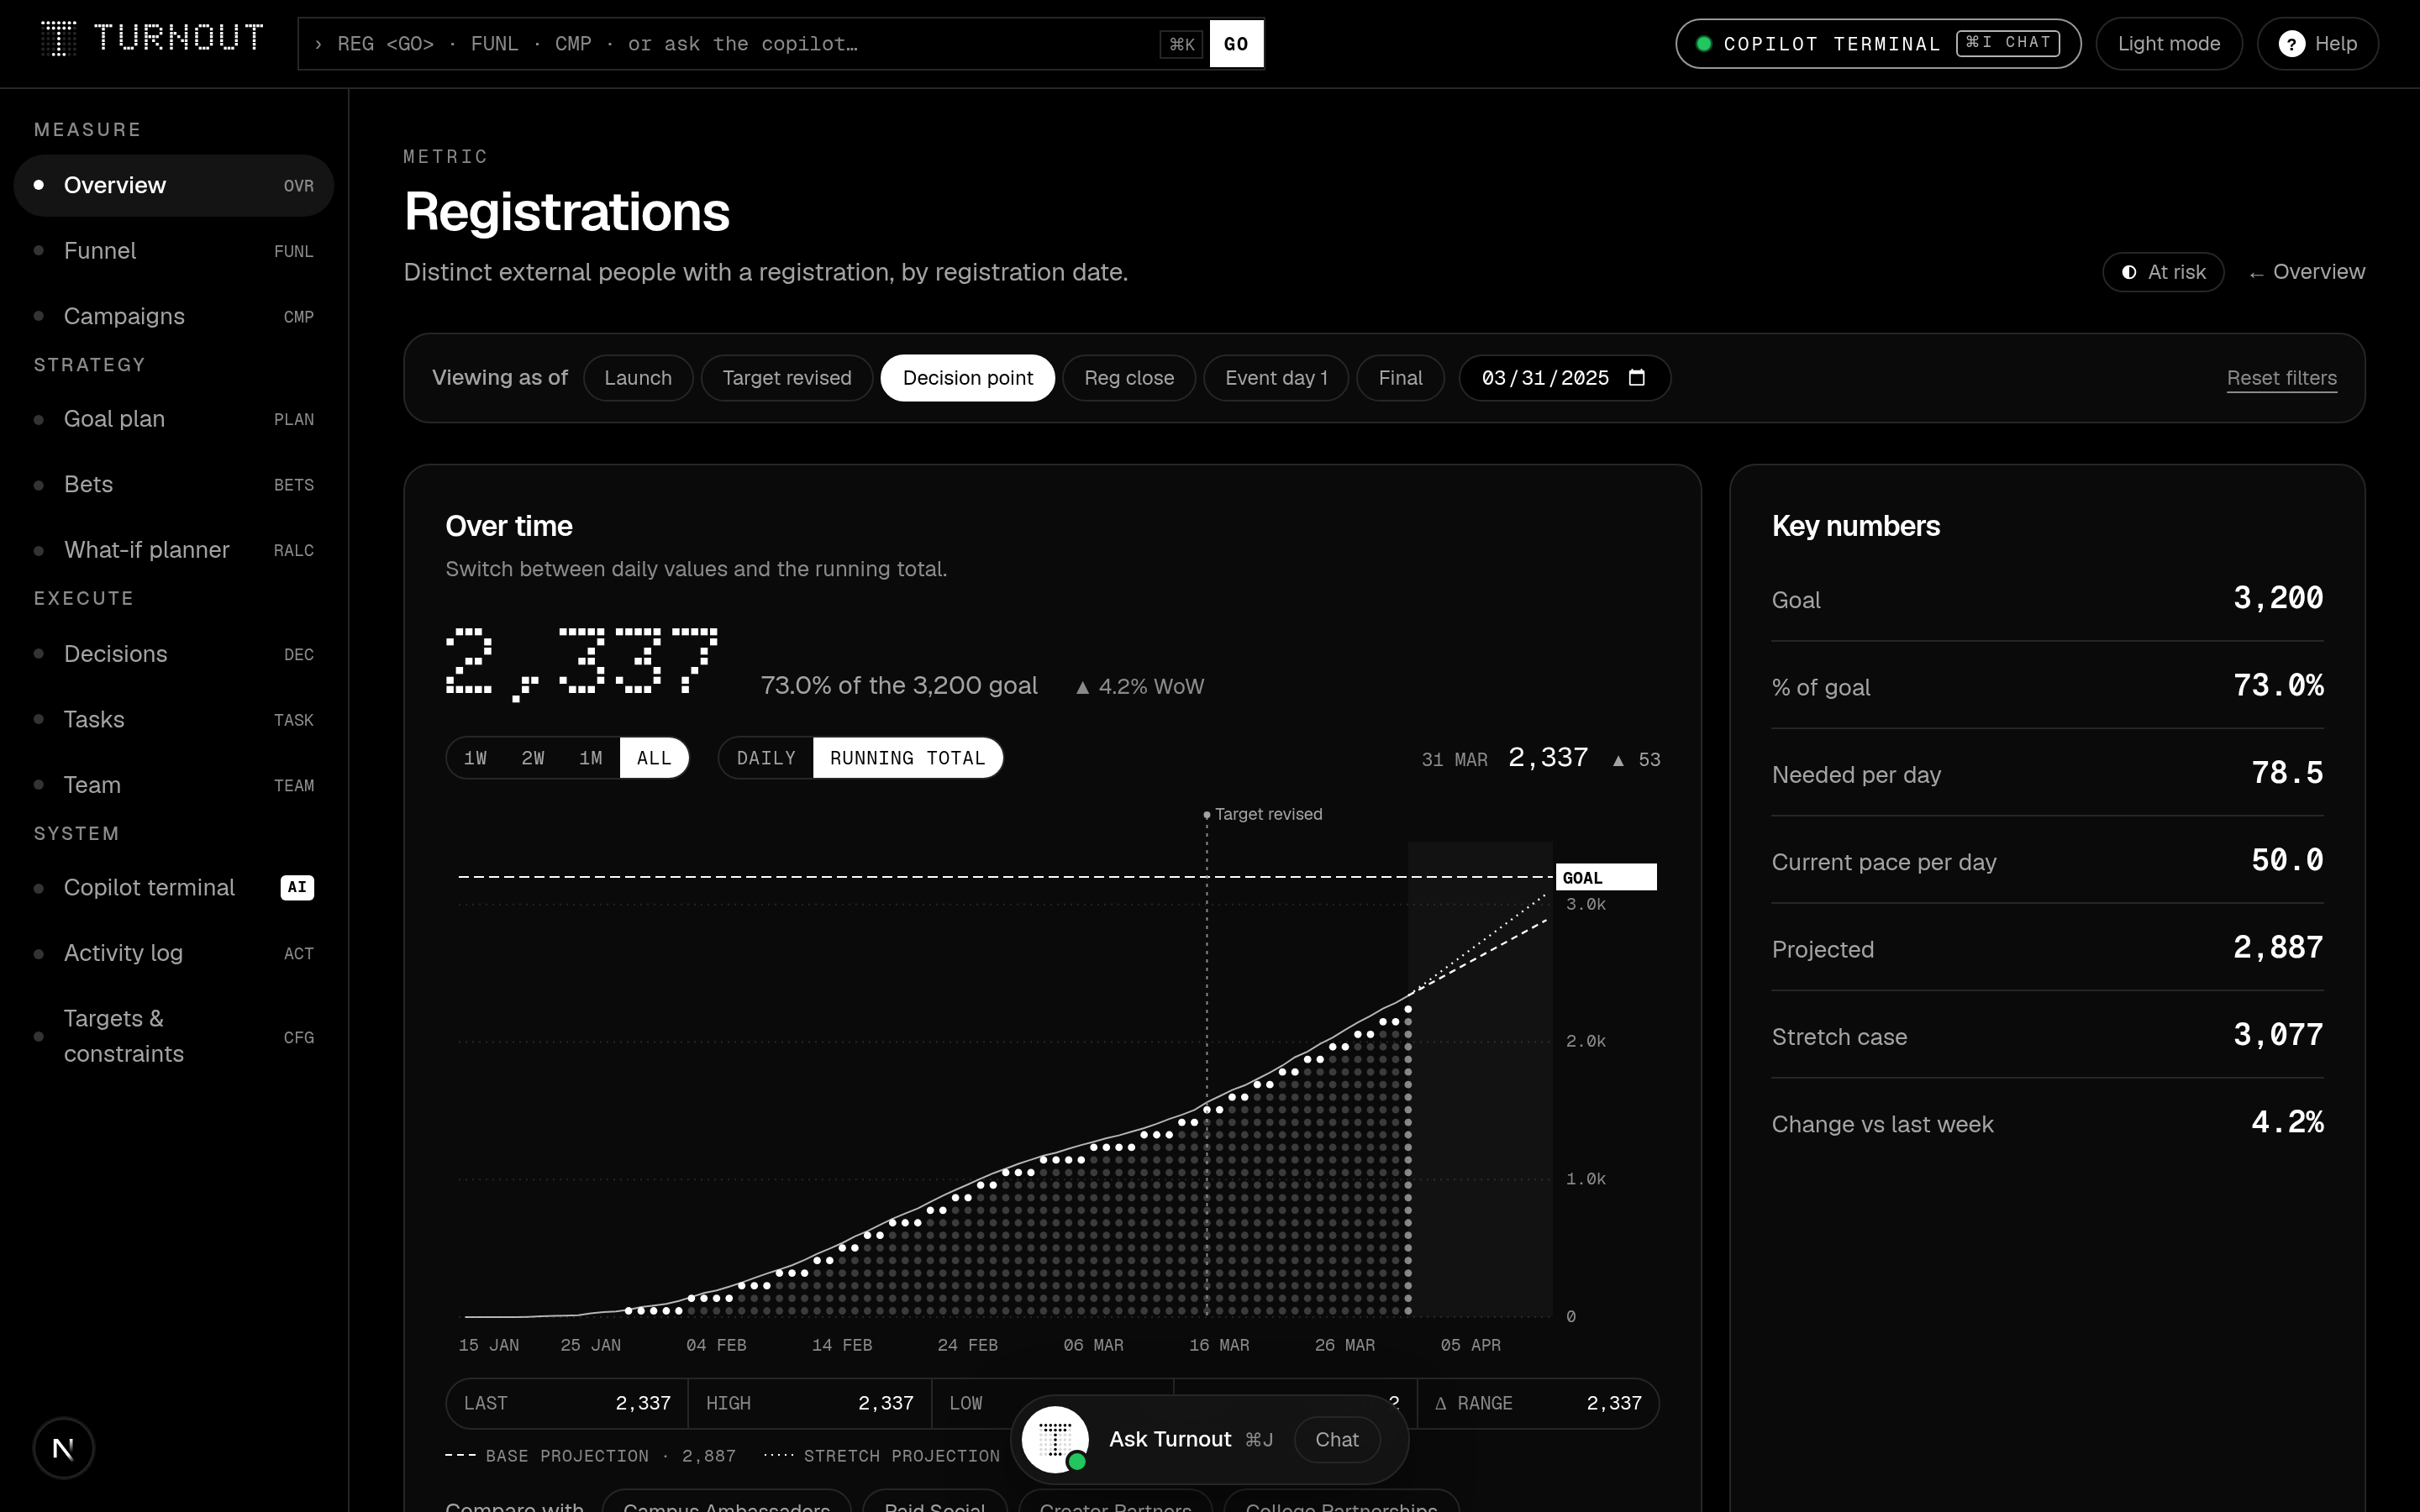 TURNOUT
› REG <GO> · FUNL · CMP · or ask the copilot… ⌘K GO
COPILOT TERMINAL ⌘I CHAT
Light mode
? Help
MEASURE
Overview OVR
Funnel FUNL
Campaigns CMP
STRATEGY
Goal plan PLAN
Bets BETS
What-if planner RALC
EXECUTE
Decisions DEC
Tasks TASK
Team TEAM
SYSTEM
Copilot terminal AI
Activity log ACT
Targets &
constraints CFG
N
METRIC
Registrations
Distinct external people with a registration, by registration date.
At risk
← Overview
Viewing as of Launch Target revised Decision point Reg close Event day 1 Final 03/31/2025 Reset filters
Over time
Switch between daily values and the running total.
2,337 73.0% of the 3,200 goal ▲ 4.2% WoW
1W 2W 1M ALL DAILY RUNNING TOTAL 31 MAR 2,337 ▲ 53
Target revised
GOAL
3.0k
2.0k
1.0k
0
15 JAN 25 JAN 04 FEB 14 FEB 24 FEB 06 MAR 16 MAR 26 MAR 05 APR
LAST 2,337 HIGH 2,337 LOW Δ RANGE 2,337
BASE PROJECTION · 2,887 STRETCH PROJECTION
Ask Turnout ⌘J Chat
Compare with Campus Ambassadors Paid Social Creator Partners College Partnerships
Key numbers
Goal 3,200
% of goal 73.0%
Needed per day 78.5
Current pace per day 50.0
Projected 2,887
Stretch case 3,077
Change vs last week 4.2%